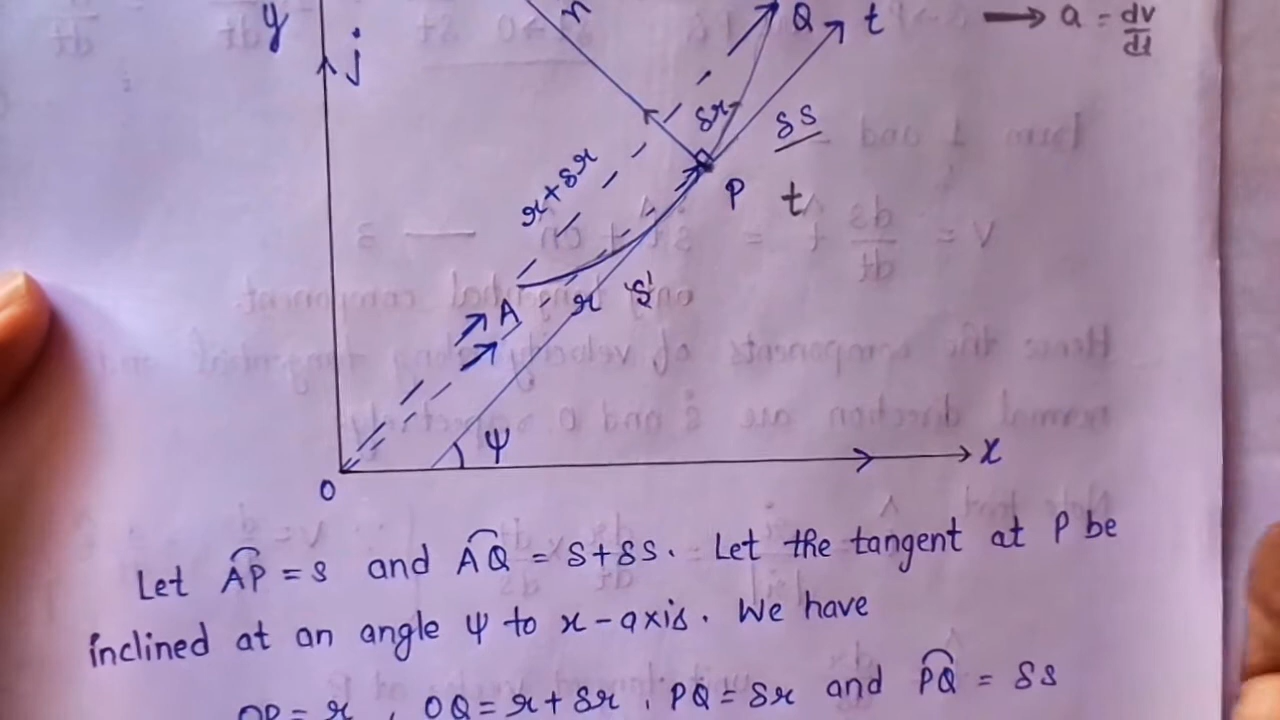 y
j
n
Q
t
→ a = dv/dt
δr
δs
r+δr
P
t
A
r
's'
ψ
x
O
Let AP = s and AQ = s+δs. Let the tangent at P be
inclined at an angle ψ to x-axis. We have
OP = r, OQ = r+δr, PQ = δr and PQ = δs